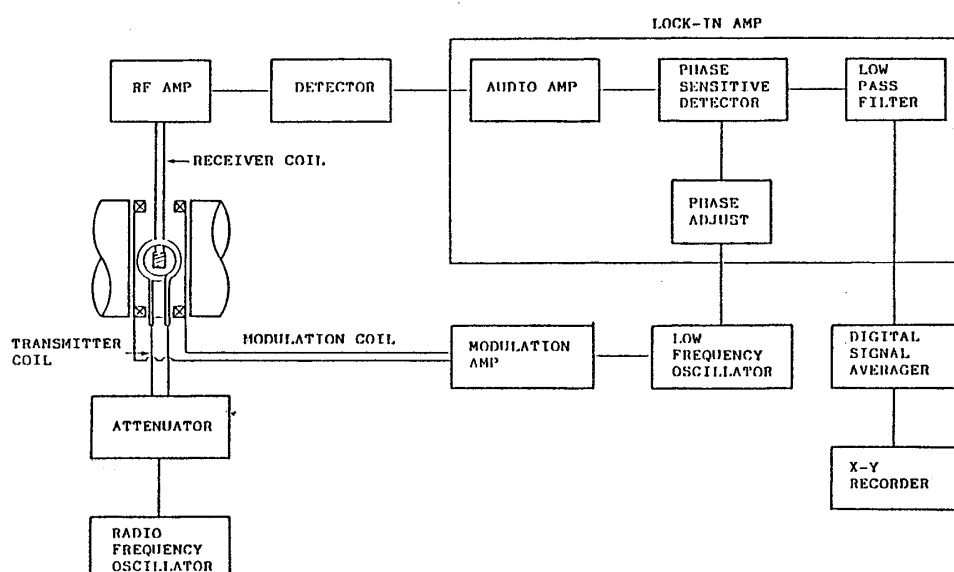 LOCK-IN AMP
RF AMP
DETECTOR
AUDIO AMP
PHASE
SENSITIVE
DETECTOR
LOW
PASS
FILTER
RECEIVER COIL
PHASE
ADJUST
TRANSMITTER
COIL
MODULATION COIL
MODULATION
AMP
LOW
FREQUENCY
OSCILLATOR
DIGITAL
SIGNAL
AVERAGER
ATTENUATOR
X-Y
RECORDER
RADIO
FREQUENCY
OSCILLATOR